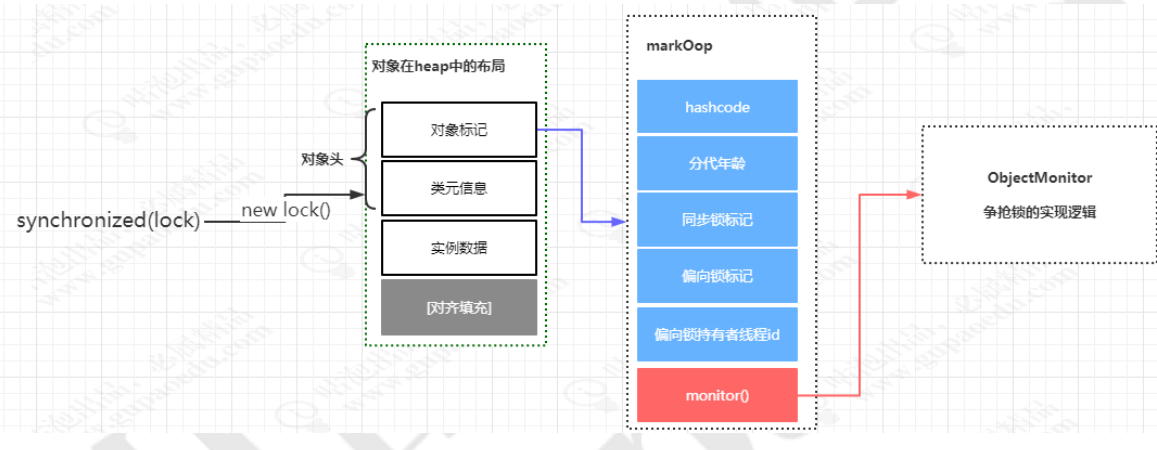 synchronized(lock)
new lock()
对象头
对象在heap中的布局
对象标记
类元信息
实例数据
[对齐填充]
markOop
hashcode
分代年龄
同步锁标记
偏向锁标记
偏向锁持有者线程id
monitor()
ObjectMonitor
争抢锁的实现逻辑